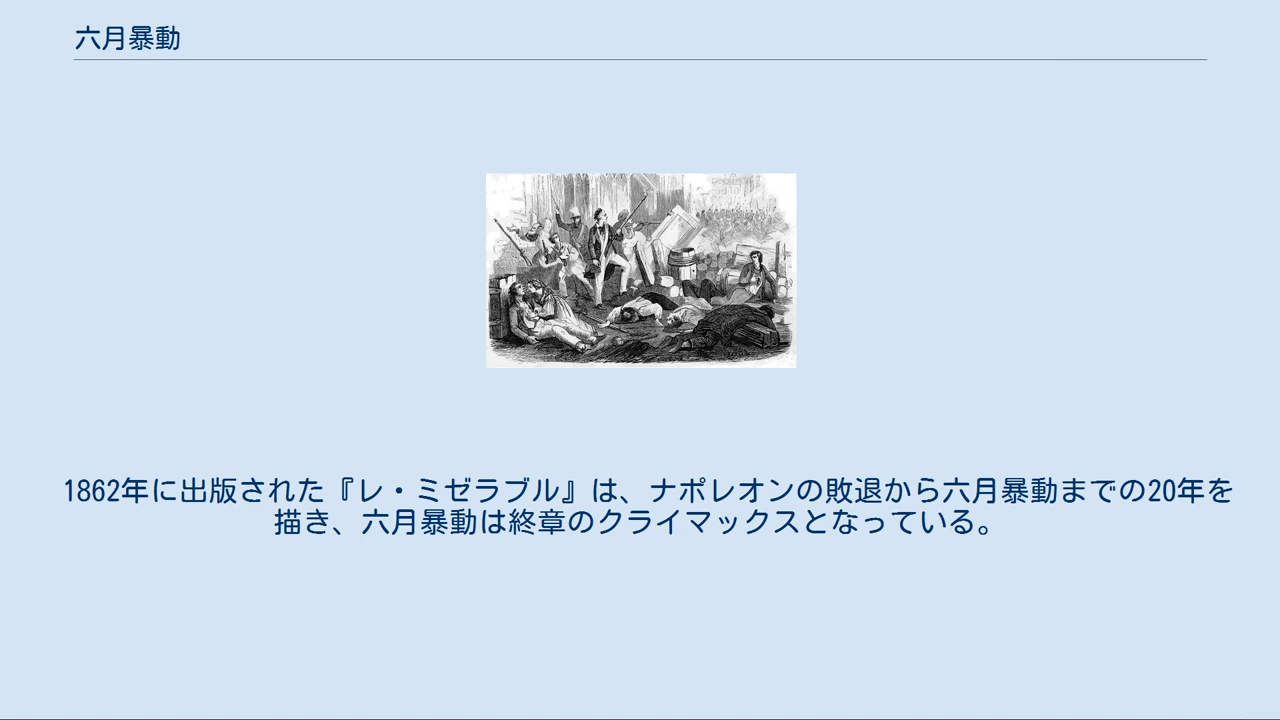 六月暴動
1862年に出版された『レ・ミゼラブル』は、ナポレオンの敗退から六月暴動までの20年を
描き、六月暴動は終章のクライマックスとなっている。